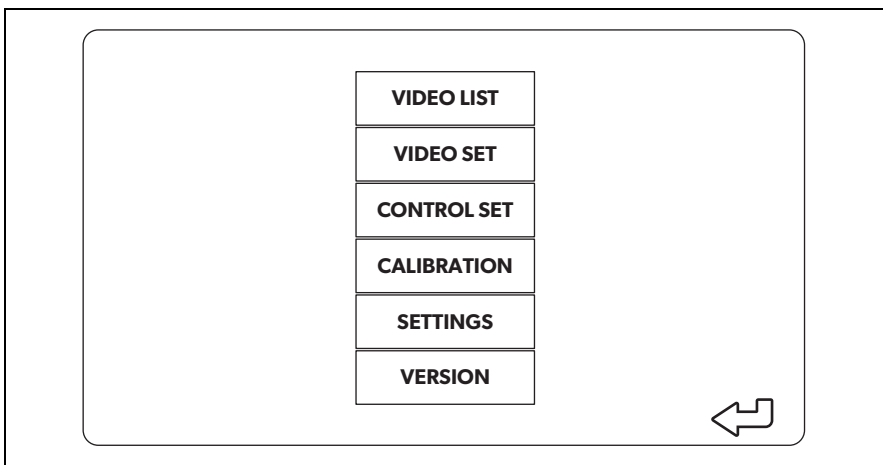 VIDEO LIST
VIDEO SET
CONTROL SET
CALIBRATION
SETTINGS
VERSION